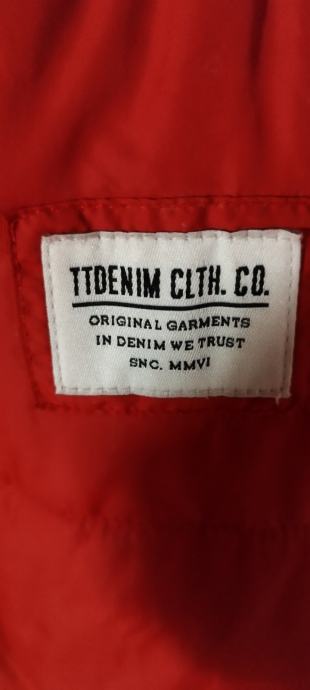 TTDENIM CLTH. CO.
ORIGINAL GARMENTS
IN DENIM WE TRUST
SNC. MMVI